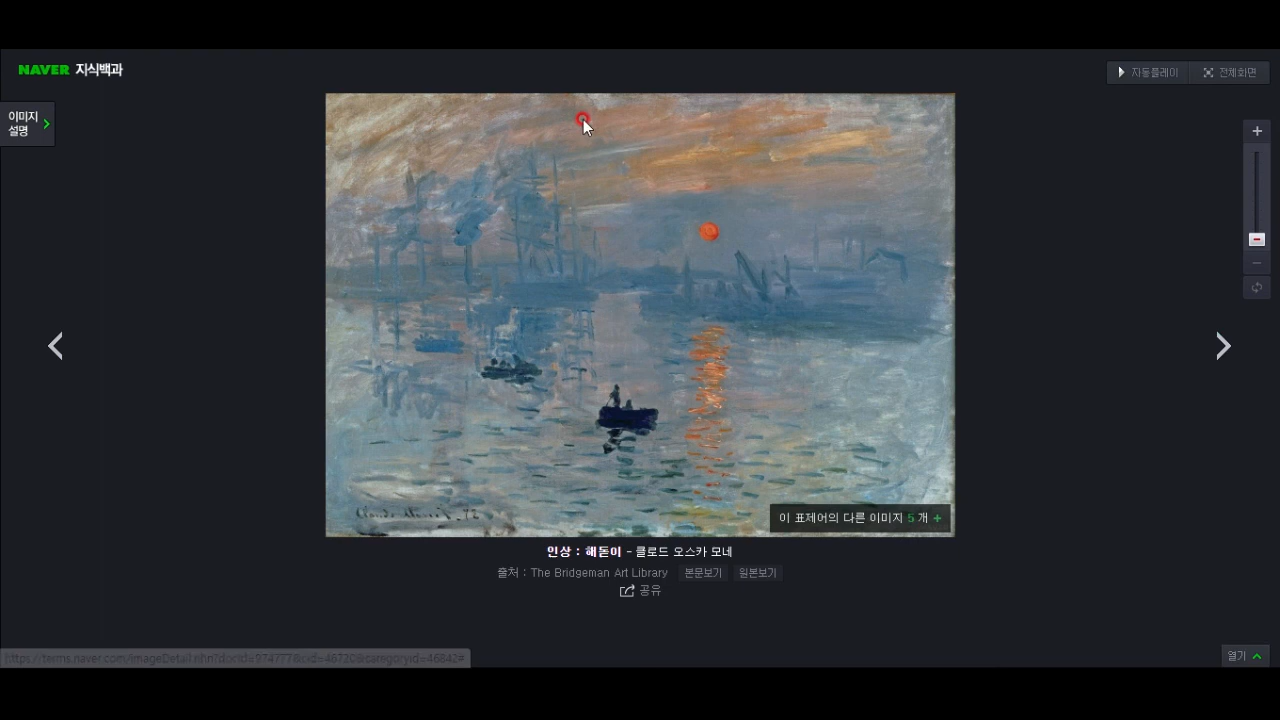 NAVER 지식백과
자동플레이 전체화면
이미지
설명
이 표제어의 다른 이미지 5 개 +
인상 : 해돋이 - 클로드 오스카 모네
출처 : The Bridgeman Art Library 본문보기 원본보기
공유
열기